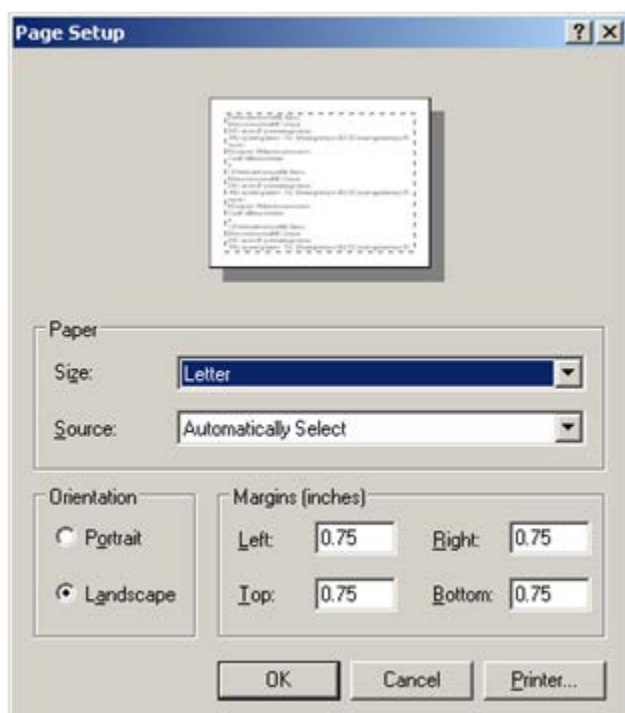 Page Setup
Paper
Size: Letter
Source: Automatically Select
Orientation
Portrait
Landscape
Margins (inches)
Left: 0.75 Right: 0.75
Top: 0.75 Bottom: 0.75
OK Cancel Printer...